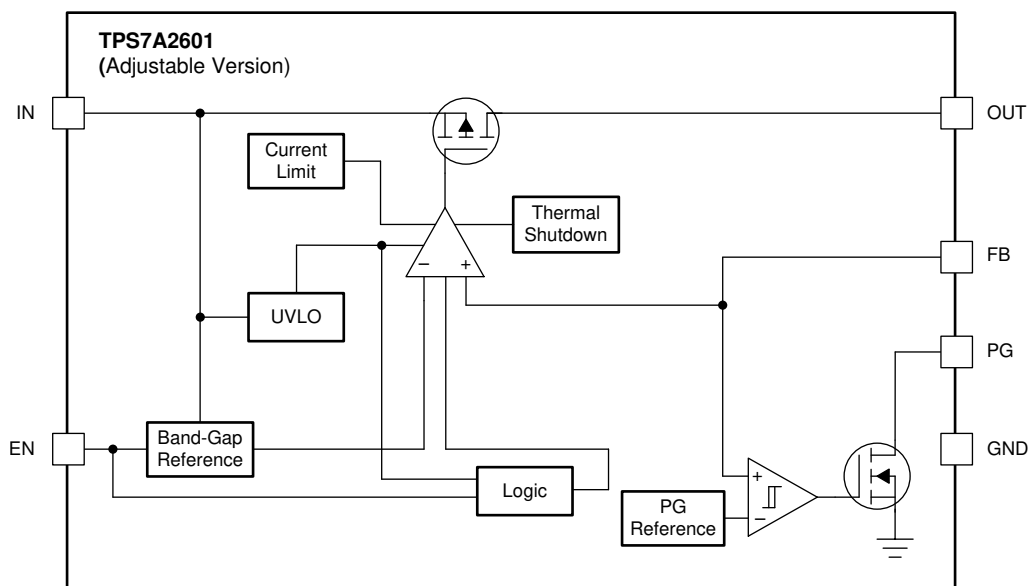 TPS7A2601
(Adjustable Version)
IN
OUT
Current
Limit
Thermal
Shutdown
− +
FB
UVLO
PG
EN
Band-Gap
Reference
GND
Logic
+
PG
Reference
−